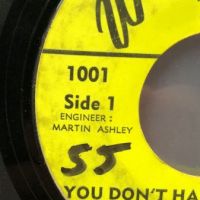 1001
Side 1
ENGINEER:
MARTIN ASHLEY
55
YOU DON'T HA